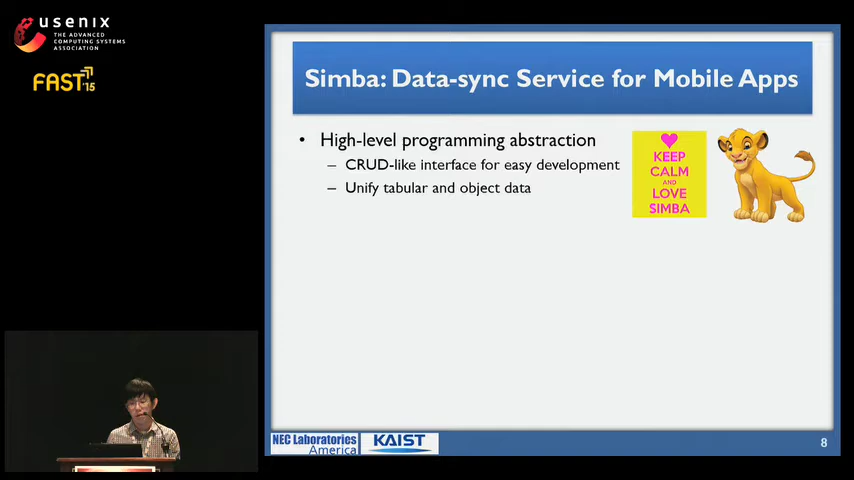 usenix
THE ADVANCED
COMPUTING SYSTEMS
ASSOCIATION
FAST '15
Simba: Data-sync Service for Mobile Apps
• High-level programming abstraction
– CRUD-like interface for easy development
– Unify tabular and object data
KEEP
CALM
AND
LOVE
SIMBA
NEC Laboratories
America
KAIST
8